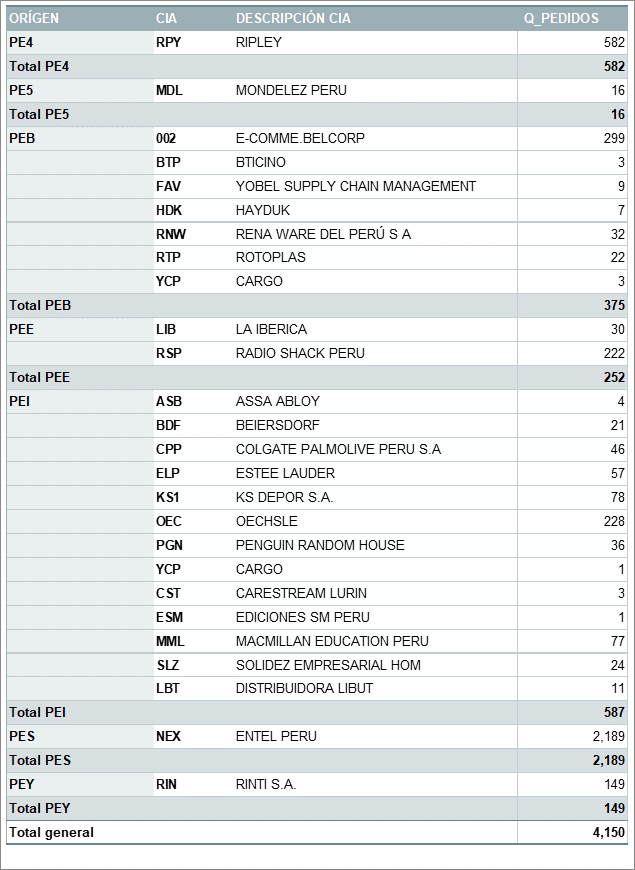 ORÍGEN CIA DESCRIPCIÓN CIA Q_PEDIDOS
PE4 RPY RIPLEY 582
Total PE4 582
PE5 MDL MONDELEZ PERU 16
Total PE5 16
PEB 002 E-COMME.BELCORP 299
BTP BTICINO 3
FAV YOBEL SUPPLY CHAIN MANAGEMENT 9
HDK HAYDUK 7
RNW RENA WARE DEL PERÚ S A 32
RTP ROTOPLAS 22
YCP CARGO 3
Total PEB 375
PEE LIB LA IBERICA 30
RSP RADIO SHACK PERU 222
Total PEE 252
PEI ASB ASSA ABLOY 4
BDF BEIERSDORF 21
CPP COLGATE PALMOLIVE PERU S.A 46
ELP ESTEE LAUDER 57
KS1 KS DEPOR S.A. 78
OEC OECHSLE 228
PGN PENGUIN RANDOM HOUSE 36
YCP CARGO 1
CST CARESTREAM LURIN 3
ESM EDICIONES SM PERU 1
MML MACMILLAN EDUCATION PERU 77
SLZ SOLIDEZ EMPRESARIAL HOM 24
LBT DISTRIBUIDORA LIBUT 11
Total PEI 587
PES NEX ENTEL PERU 2,189
Total PES 2,189
PEY RIN RINTI S.A. 149
Total PEY 149
Total general 4,150